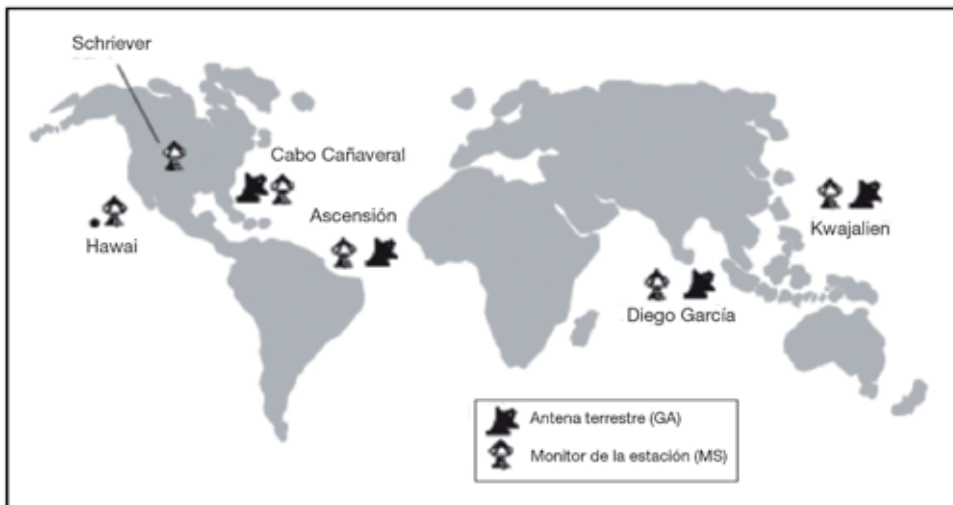 Schriever
Cabo Cañaveral
Ascensión
Hawai
Kwajalien
Diego García
Antena terrestre (GA)
Monitor de la estación (MS)